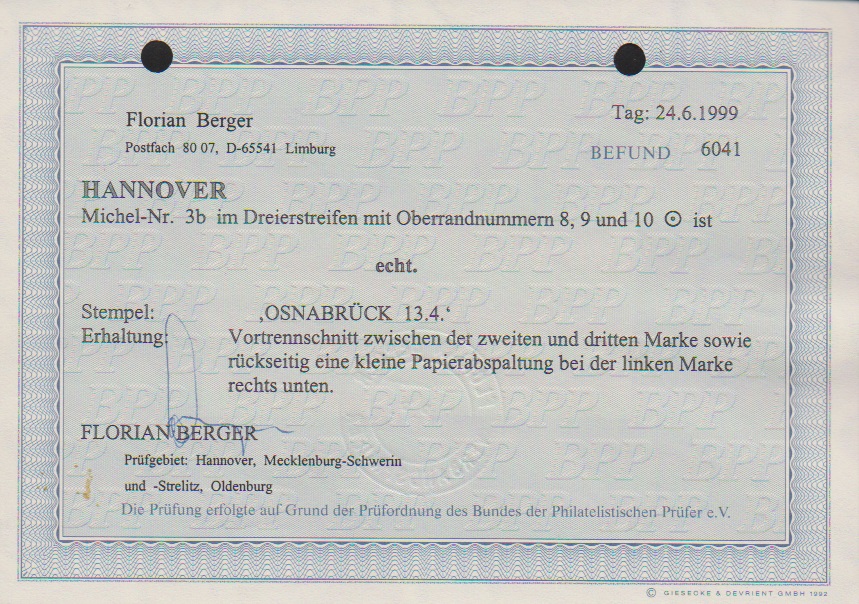 Florian Berger
Tag: 24.6.1999
Postfach 80 07, D-65541 Limburg
BEFUND 6041
HANNOVER
Michel-Nr. 3b im Dreierstreifen mit Oberrandnummern 8, 9 und 10 ⊙ ist
echt.
Stempel: ‚OSNABRÜCK 13.4.‘
Erhaltung: Vortrennschnitt zwischen der zweiten und dritten Marke sowie
rückseitig eine kleine Papierabspaltung bei der linken Marke
rechts unten.
FLORIAN BERGER
Prüfgebiet: Hannover, Mecklenburg-Schwerin
und -Strelitz, Oldenburg
Die Prüfung erfolgte auf Grund der Prüfordnung des Bundes der Philatelistischen Prüfer e.V.
© GIESECKE & DEVRIENT GMBH 1992